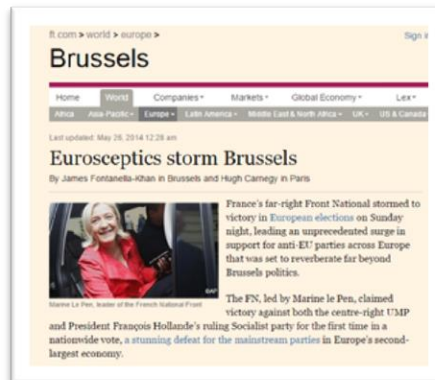 ft.com > world > europe >
Sign i
Brussels
Home World Companies Markets Global Economy Lex
Africa Asia-Pacific Europe Latin America Middle East & North Africa UK US & Canada
Last updated: May 26, 2014 12:28 am
Eurosceptics storm Brussels
By James Fontanella-Khan in Brussels and Hugh Carnegy in Paris
France's far-right Front National stormed to
victory in European elections on Sunday
night, leading an unprecedented surge in
support for anti-EU parties across Europe
that was set to reverberate far beyond
Brussels politics.
©AP
Marine Le Pen, leader of the French National Front
The FN, led by Marine le Pen, claimed
victory against both the centre-right UMP
and President François Hollande's ruling Socialist party for the first time in a
nationwide vote, a stunning defeat for the mainstream parties in Europe's second-
largest economy.